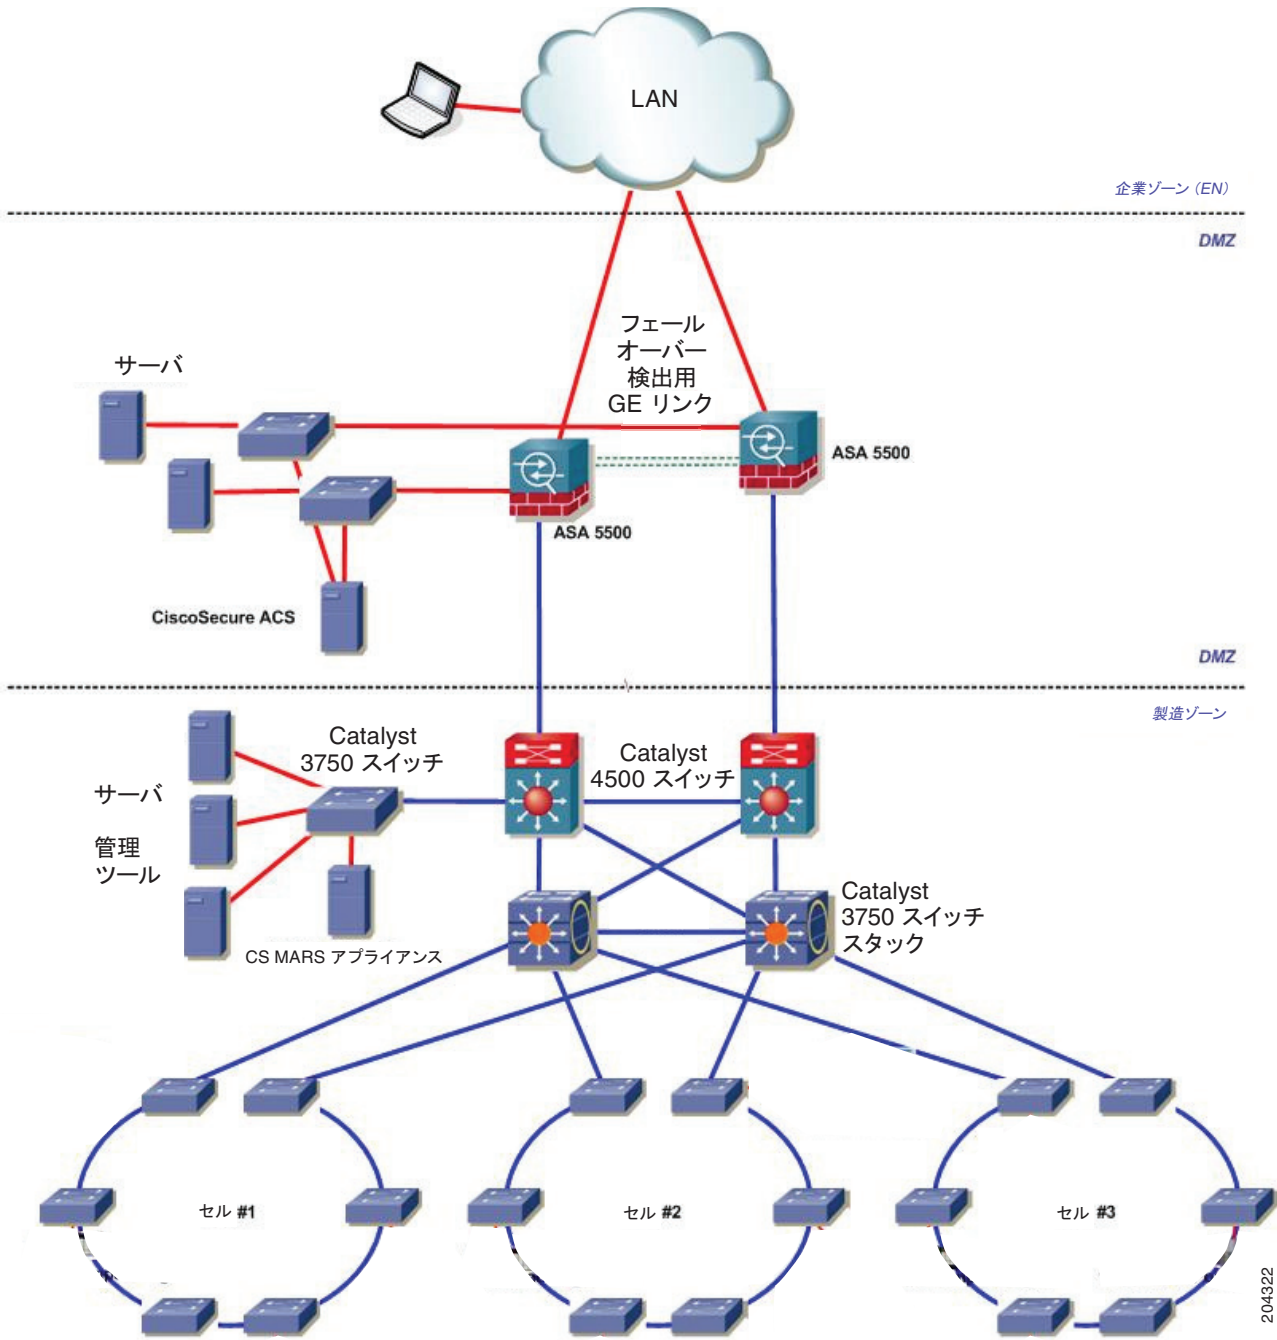 LAN
企業ゾーン (EN)
DMZ
フェール
オーバー
検出用
GE リンク
サーバ
ASA 5500
ASA 5500
CiscoSecure ACS
DMZ
製造ゾーン
Catalyst
3750 スイッチ
Catalyst
4500 スイッチ
サーバ
管理
ツール
Catalyst
3750 スイッチ
スタック
CS MARS アプライアンス
セル #1
セル #2
セル #3
204322